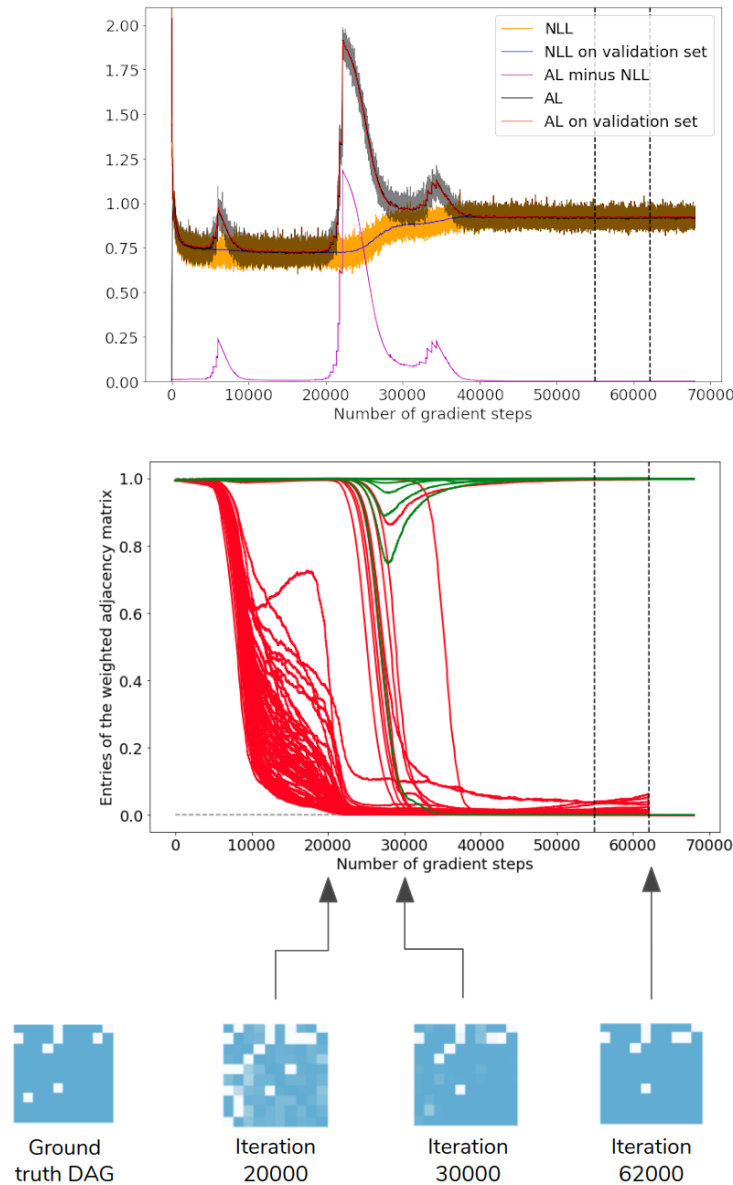 2.00
1.75
1.50
1.25
1.00
0.75
0.50
0.25
0.00
NLL
NLL on validation set
AL minus NLL
AL
AL on validation set
0 10000 20000 30000 40000 50000 60000 70000
Number of gradient steps
Entries of the weighted adjacency matrix
1.0
0.8
0.6
0.4
0.2
0.0
0 10000 20000 30000 40000 50000 60000 70000
Number of gradient steps
Ground
truth DAG
Iteration
20000
Iteration
30000
Iteration
62000